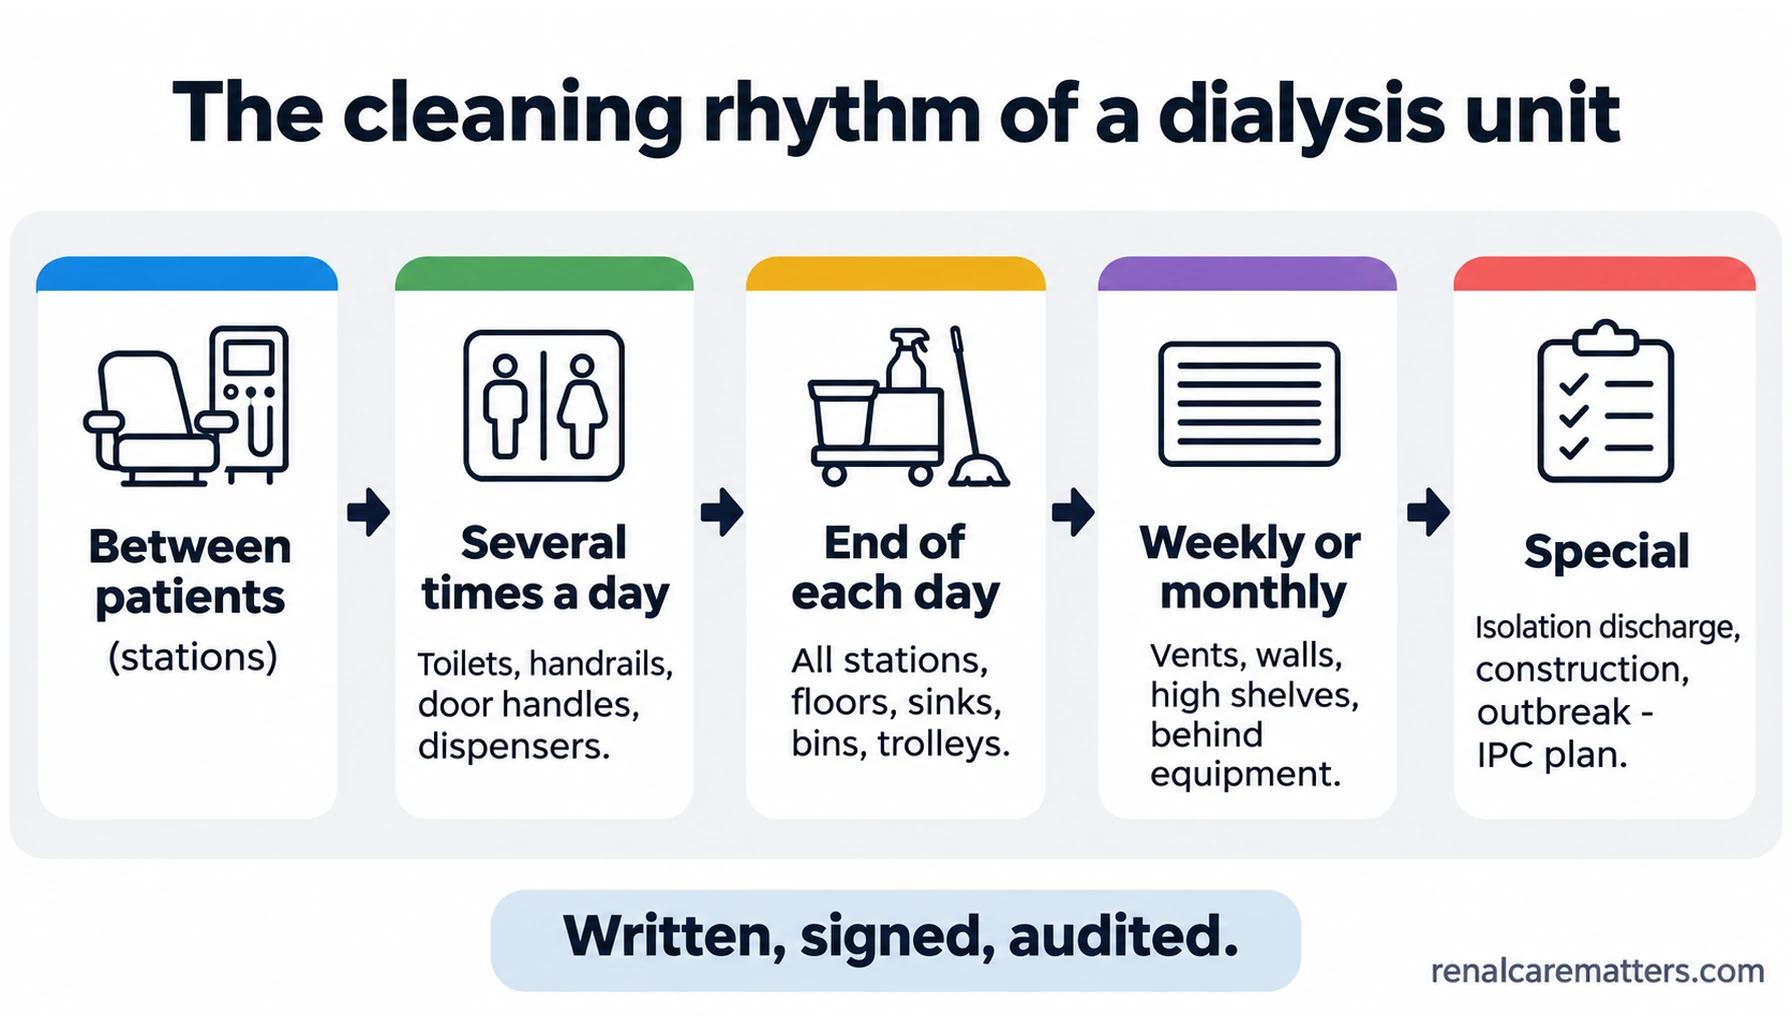 The cleaning rhythm of a dialysis unit
Between
patients
(stations)
Several
times a day
Toilets, handrails,
door handles,
dispensers.
End of
each day
All stations,
floors, sinks,
bins, trolleys.
Weekly or
monthly
Vents, walls,
high shelves,
behind
equipment.
Special
Isolation discharge,
construction,
outbreak -
IPC plan.
Written, signed, audited.
renalcarematters.com